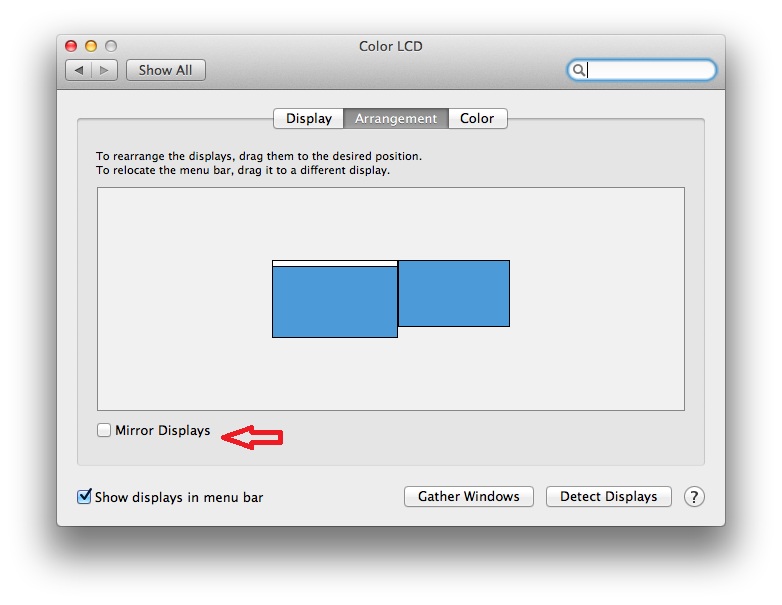 Color LCD
Show All
Display Arrangement Color
To rearrange the displays, drag them to the desired position.
To relocate the menu bar, drag it to a different display.
Mirror Displays
Show displays in menu bar
Gather Windows
Detect Displays
?